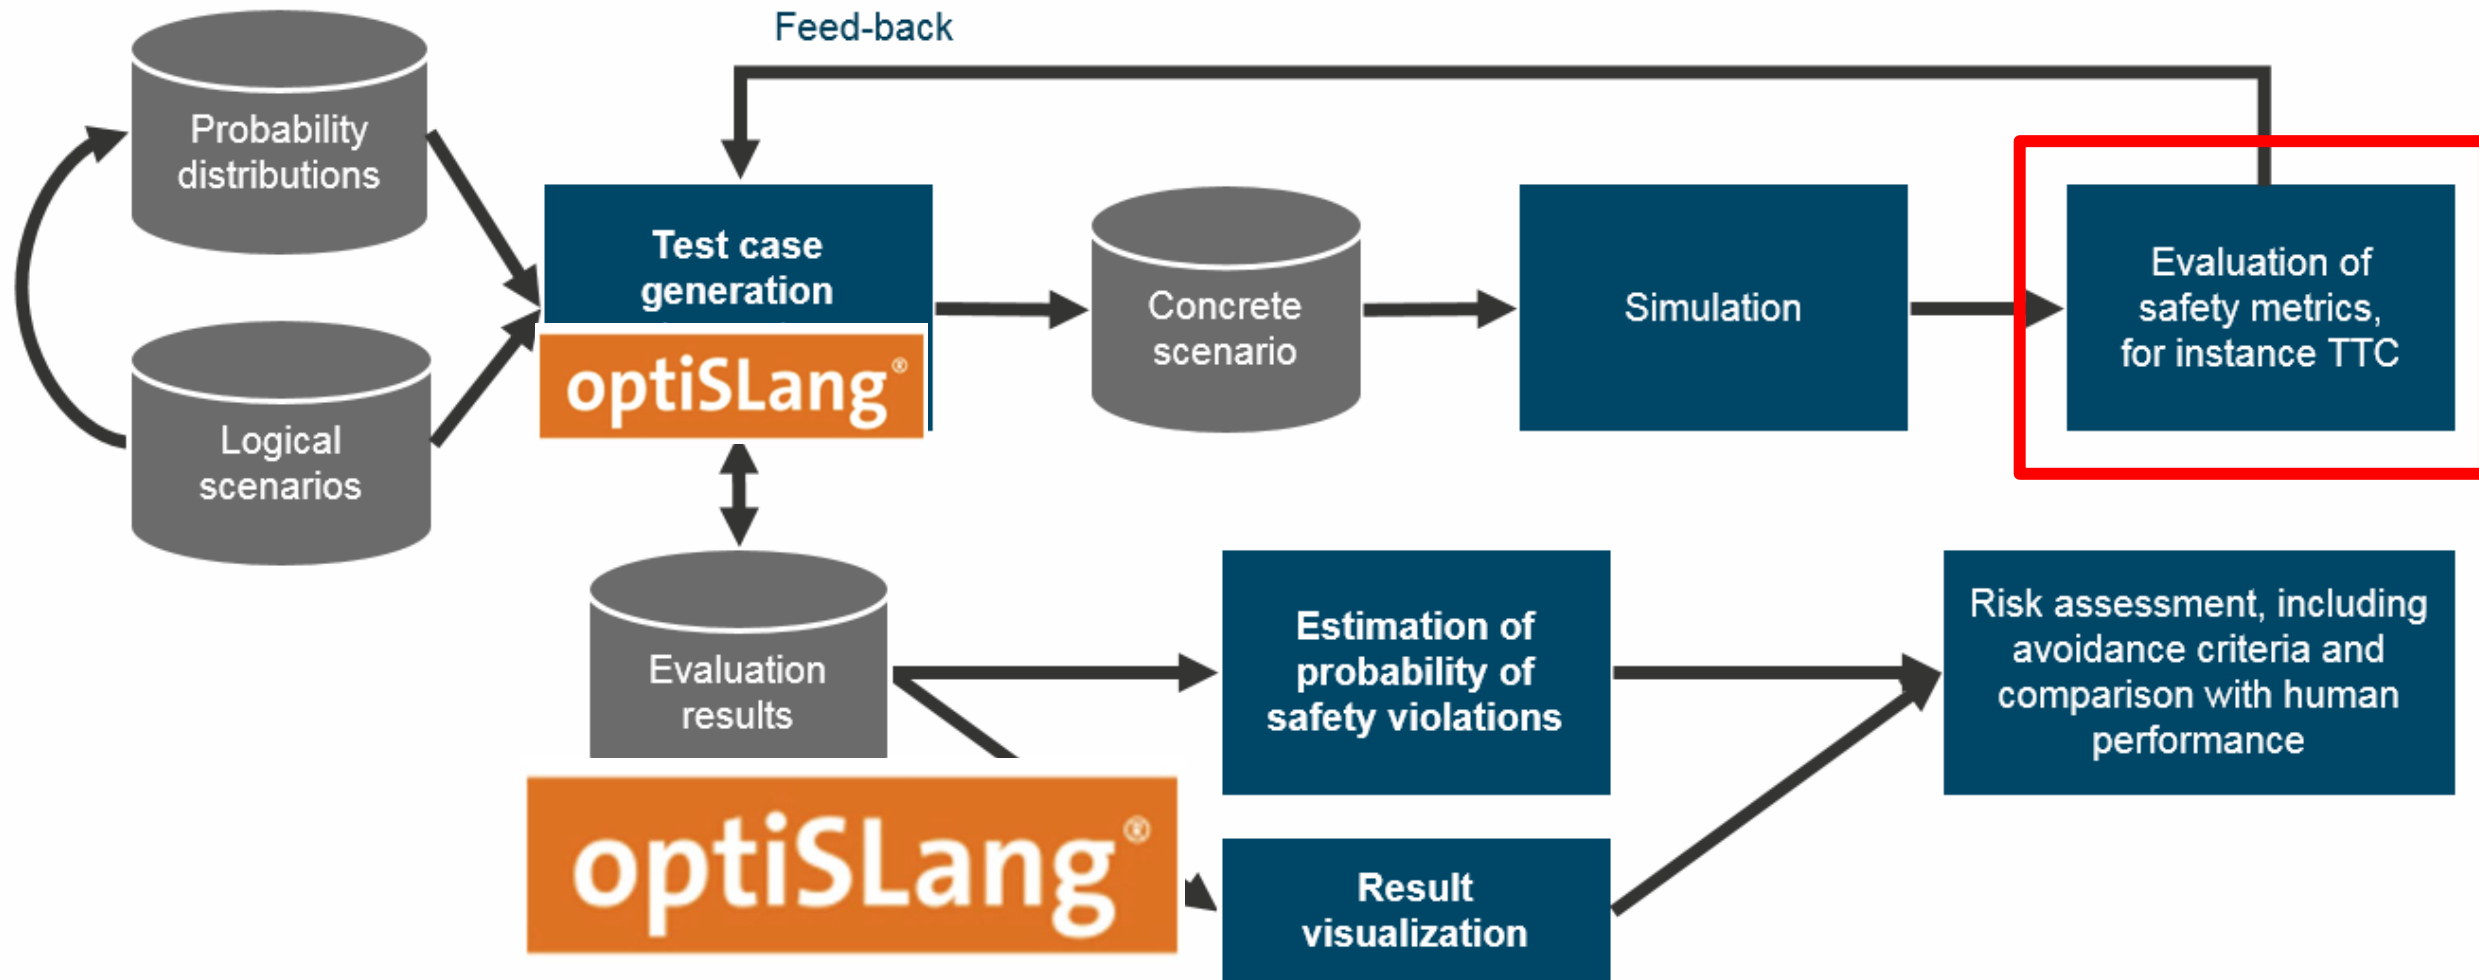 Feed-back
Probability
distributions
Test case
generation
optiSLang®
Concrete
scenario
Simulation
Evaluation of
safety metrics,
for instance TTC
Logical
scenarios
Evaluation
results
Estimation of
probability of
safety violations
Risk assessment, including
avoidance criteria and
comparison with human
performance
optiSLang®
Result
visualization